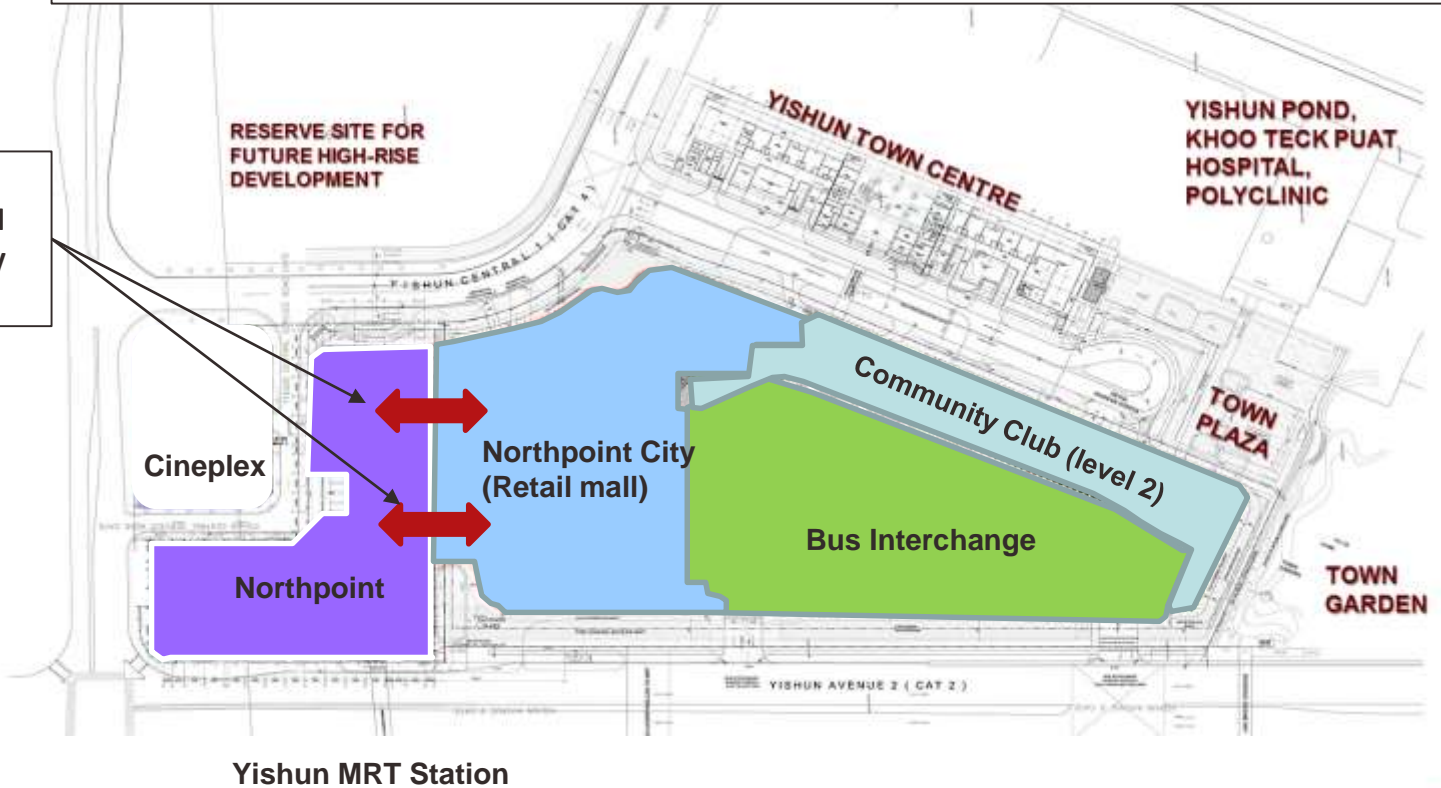 RESERVE SITE FOR
FUTURE HIGH-RISE
DEVELOPMENT
YISHUN TOWN CENTRE
YISHUN POND,
KHOO TECK PUAT
HOSPITAL,
POLYCLINIC
YISHUN CENTRAL 1 ( CAT 4 )
Community Club (level 2)
TOWN
PLAZA
Cineplex
Northpoint City
(Retail mall)
Bus Interchange
Northpoint
TOWN
GARDEN
YISHUN AVENUE 2 ( CAT 2 )
Yishun MRT Station